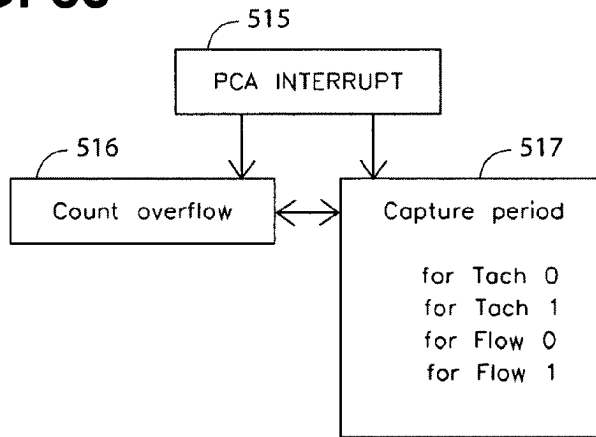 515
PCA INTERRUPT
516
517
Count overflow
Capture period
for Tach 0
for Tach 1
for Flow 0
for Flow 1